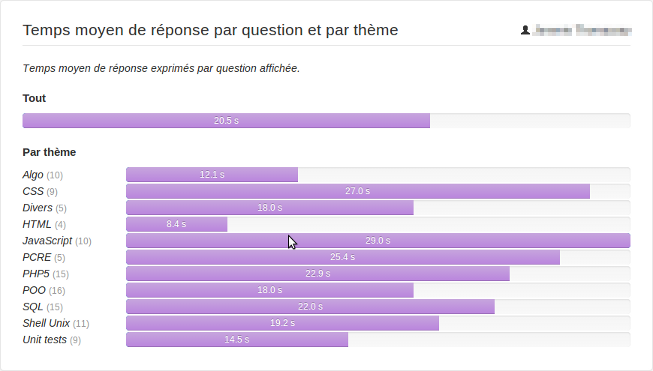 Temps moyen de réponse par question et par thème
Temps moyen de réponse exprimés par question affichée.
Tout
20.5 s
Par thème
Algo (10) 12.1 s
CSS (9) 27.0 s
Divers (5) 18.0 s
HTML (4) 8.4 s
JavaScript (10) 29.0 s
PCRE (5) 25.4 s
PHP5 (15) 22.9 s
POO (16) 18.0 s
SQL (15) 22.0 s
Shell Unix (11) 19.2 s
Unit tests (9) 14.5 s